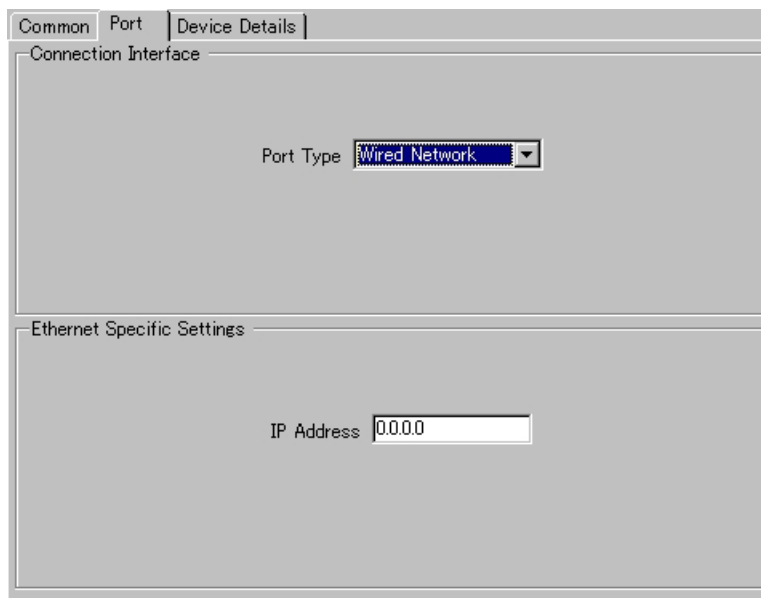 Common Port Device Details
Connection Interface
Port Type Wired Network
Ethernet Specific Settings
IP Address 0.0.0.0